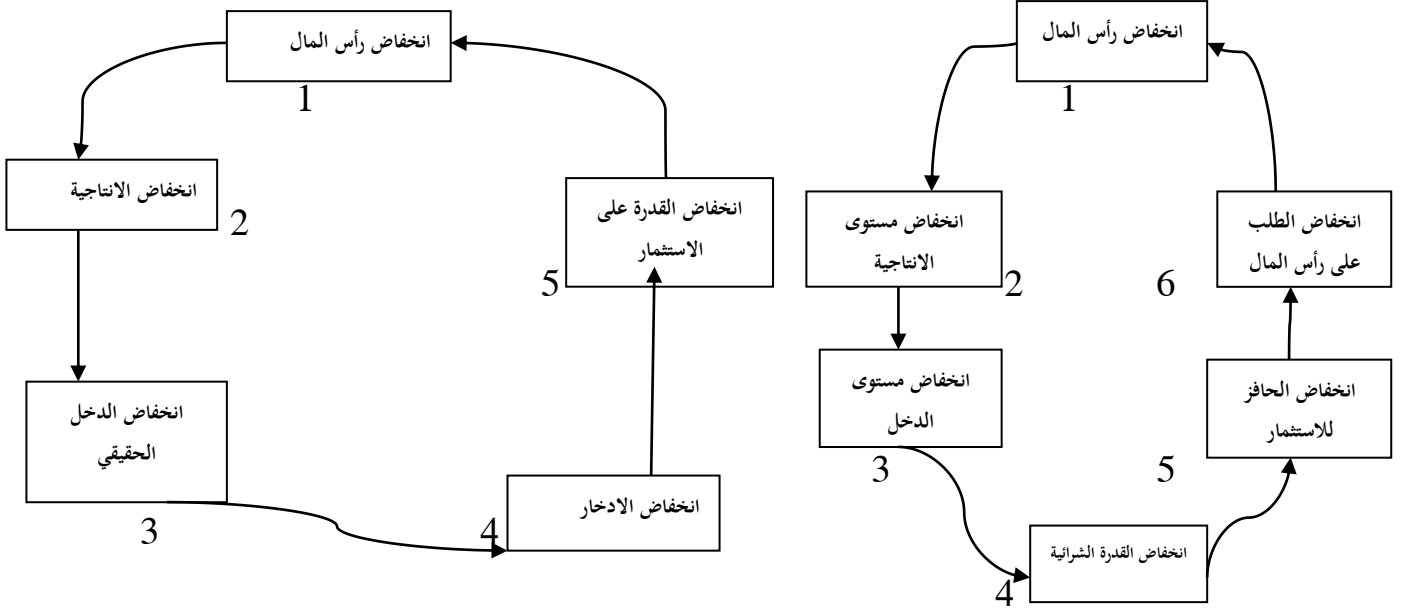 انخفاض رأس المال
1
انخفاض مستوى
الانتاجية
2
انخفاض مستوى
الدخل
3
انخفاض القدرة الشرائية
4
انخفاض الحافز
للاستثمار
5
انخفاض الطلب
على رأس المال
6
انخفاض رأس المال
1
انخفاض الانتاجية
2
انخفاض الدخل
الحقيقي
3
انخفاض الادخار
4
انخفاض القدرة على
الاستثمار
5